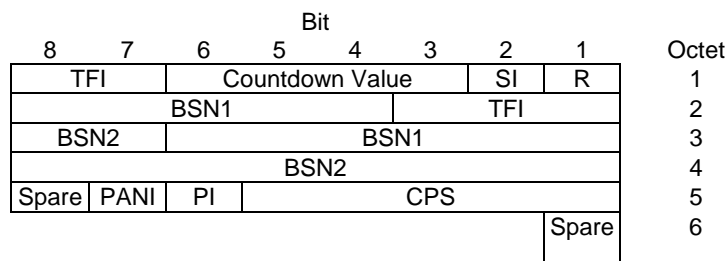 Bit
8 7 6 5 4 3 2 1 Octet
TFI Countdown Value SI R 1
BSN1 TFI 2
BSN2 BSN1 3
BSN2 4
Spare PANI PI CPS 5
Spare 6